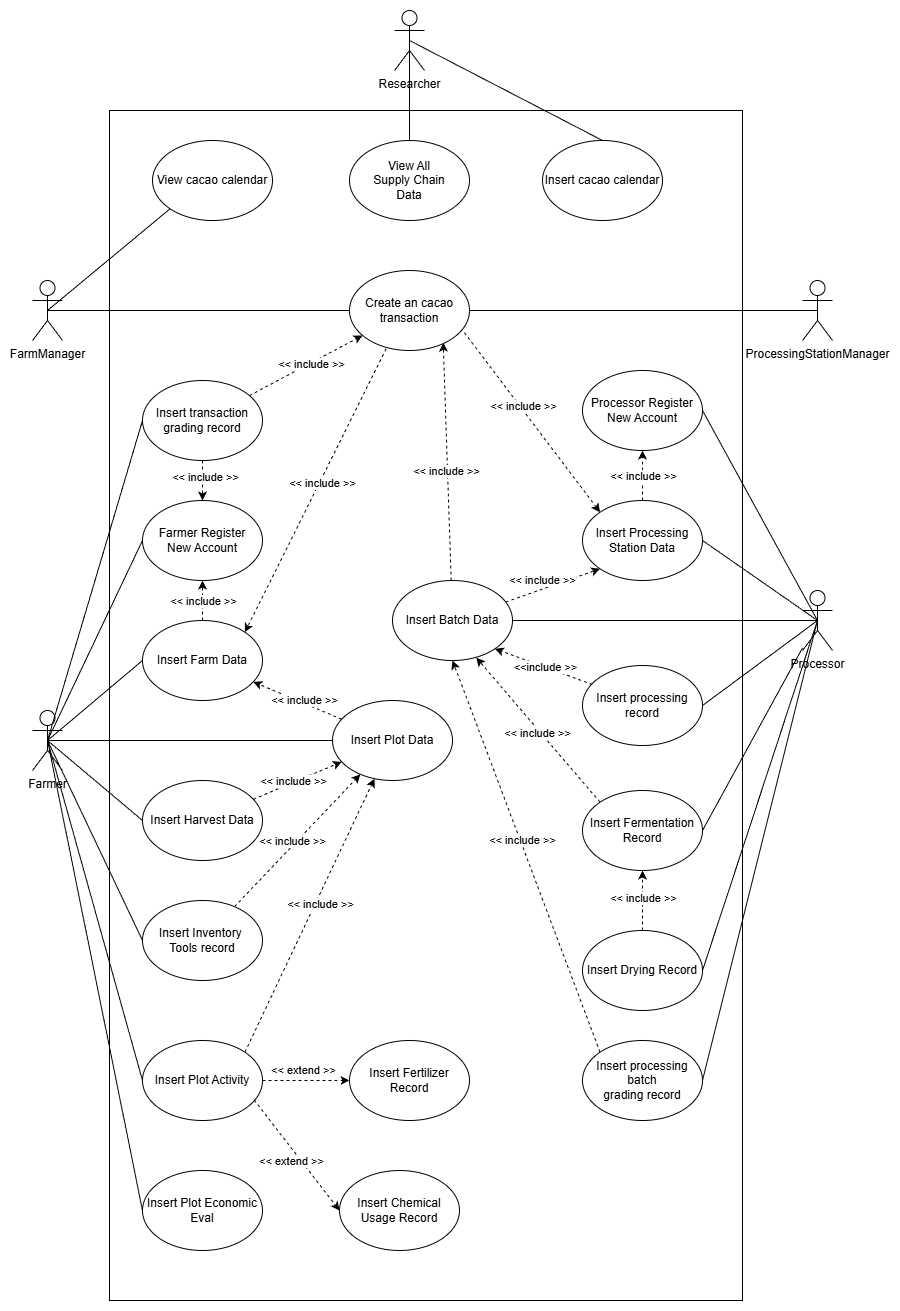 Researcher
View cacao calendar
View All
Supply Chain
Data
Insert cacao calendar
FarmManager
Create an cacao
transaction
ProcessingStationManager
<< include >>
Insert transaction
grading record
<< include >>
Processor Register
New Account
<< include >>
<< include >>
<< include >>
<< include >>
<< include >>
Farmer Register
New Account
Insert Processing
Station Data
<< include >>
<< include >>
Insert Farm Data
Insert Batch Data
Processor
<<include >>
<< include >>
Insert processing
record
Insert Plot Data
<< include >>
Farmer
<< include >>
Insert Harvest Data
Insert Fermentation
Record
<< include >>
<< include >>
<< include >>
<< include >>
Insert Inventory
Tools record
Insert Drying Record
Insert Plot Activity
<< extend >>
Insert Fertilizer
Record
Insert processing
batch
grading record
<< extend >>
Insert Plot Economic
Eval
Insert Chemical
Usage Record